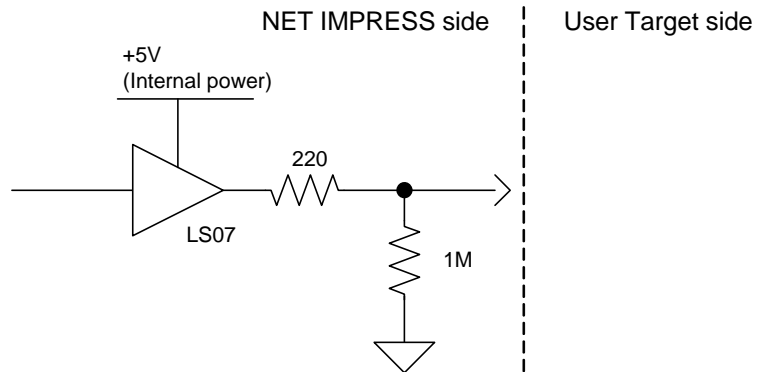 NET IMPRESS side
User Target side
+5V
(Internal power)
220
LS07
1M